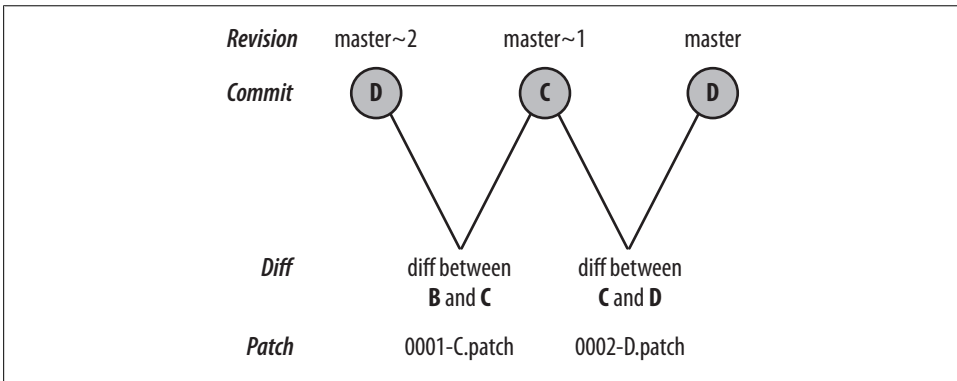 Revision master~2 master~1 master
Commit D C D
Diff diff between diff between
B and C C and D
Patch 0001-C.patch 0002-D.patch